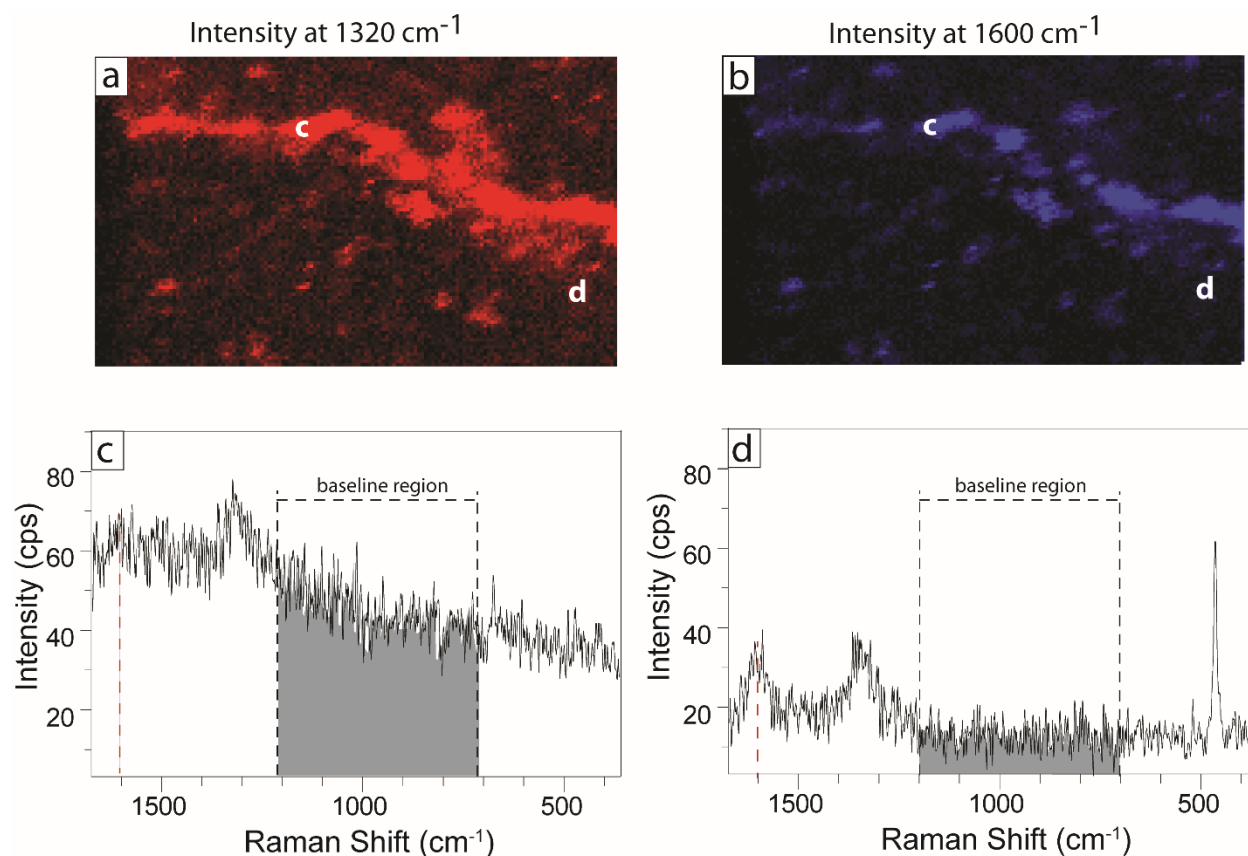 Intensity at 1320 cm-1
Intensity at 1600 cm-1
a
c
d
b
c
d
c
baseline region
80
60
40
20
Intensity (cps)
1500
1000
500
Raman Shift (cm-1)
d
baseline region
80
60
40
20
Intensity (cps)
1500
1000
500
Raman Shift (cm-1)